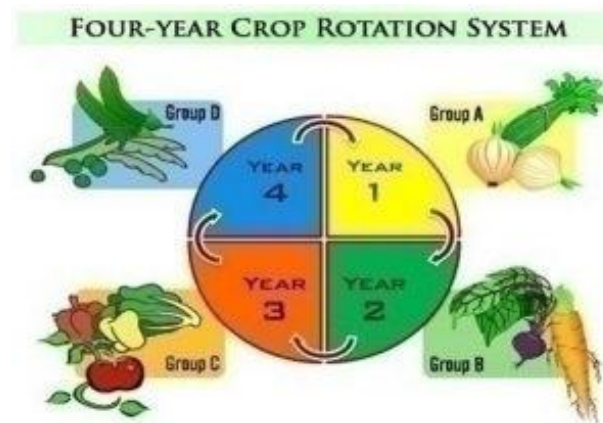 FOUR-YEAR CROP ROTATION SYSTEM
Group D
Group A
YEAR
4
YEAR
1
YEAR
3
YEAR
2
Group C
Group B